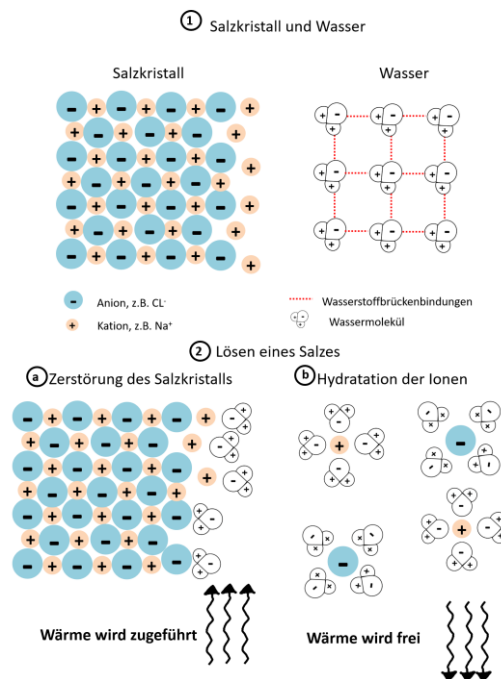 1 Salzkristall und Wasser
Salzkristall
Wasser
Anion, z.B. CL⁻
Kation, z.B. Na⁺
Wasserstoffbrückenbindungen
Wassermolekül
2 Lösen eines Salzes
a Zerstörung des Salzkristalls
b Hydratation der Ionen
Wärme wird zugeführt
Wärme wird frei